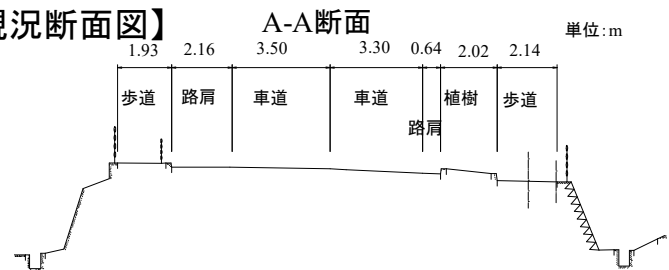 現況断面図】
A-A断面
単位:m
1.93 2.16 3.50 3.30 0.64 2.02 2.14
歩道 路肩 車道 車道 植樹 歩道
路肩